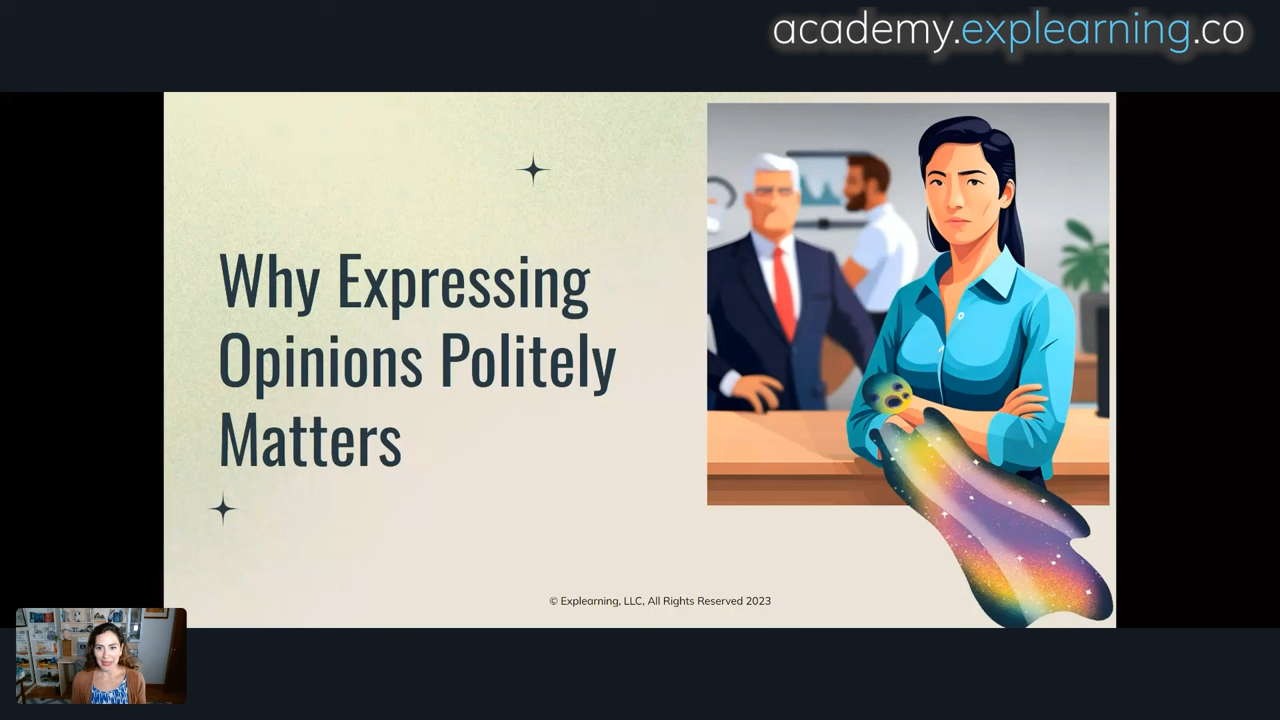 academy.explearning.co
Why Expressing
Opinions Politely
Matters
© Explearning, LLC, All Rights Reserved 2023